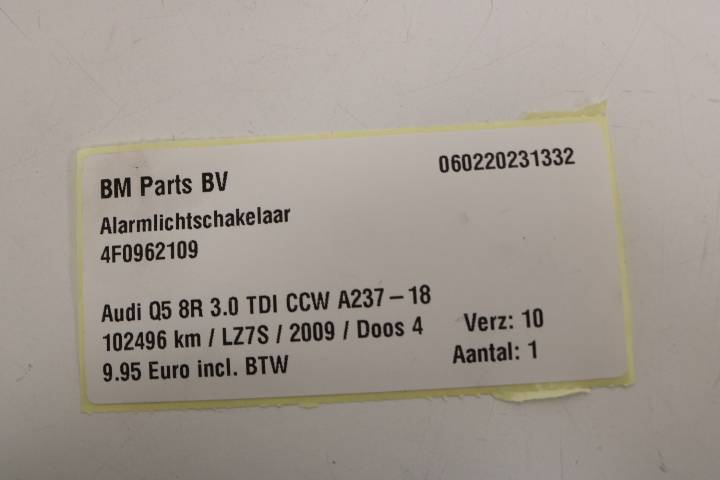 BM Parts BV
060220231332
Alarmlichtschakelaar
4F0962109
Audi Q5 8R 3.0 TDI CCW A237-18
102496 km / LZ7S / 2009 / Doos 4
Verz: 10
9.95 Euro incl. BTW
Aantal: 1